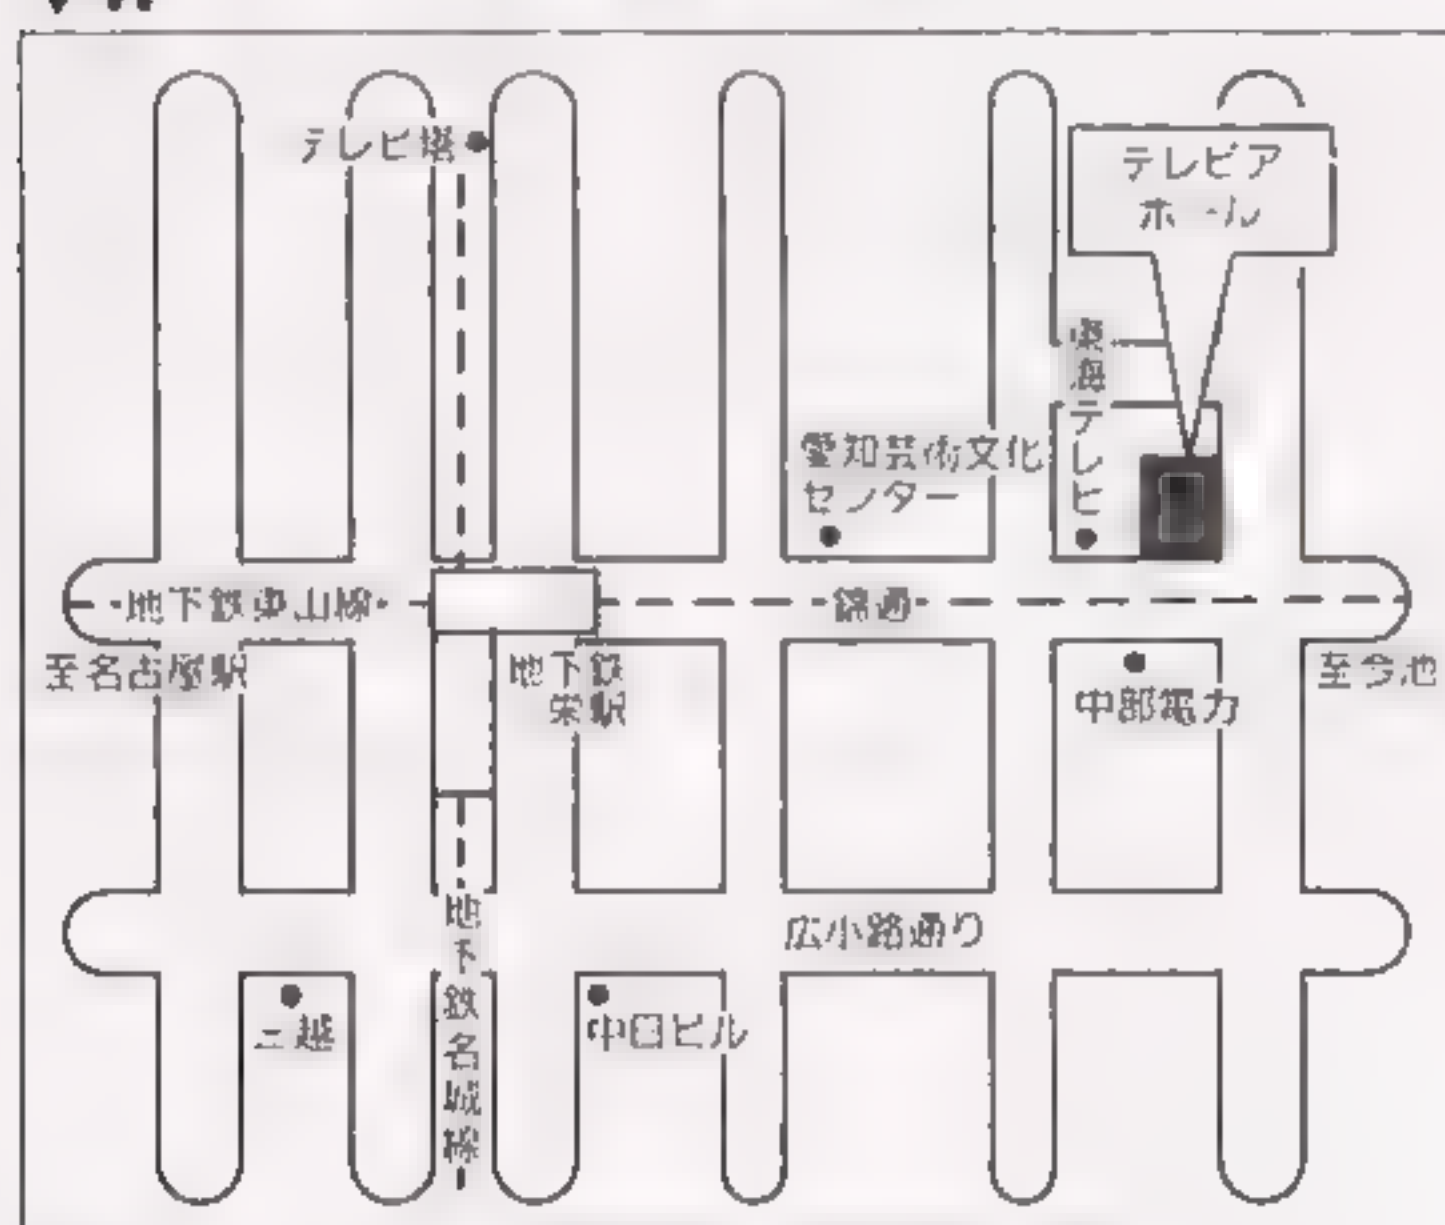 テレビ塔
テレピア
ホール
東海テレビ
愛知芸術文化
センター
地下鉄東山線
錦通
至名古屋駅
地下鉄
栄駅
中部電力
至今池
広小路通り
地下鉄名城線
三越
中日ビル